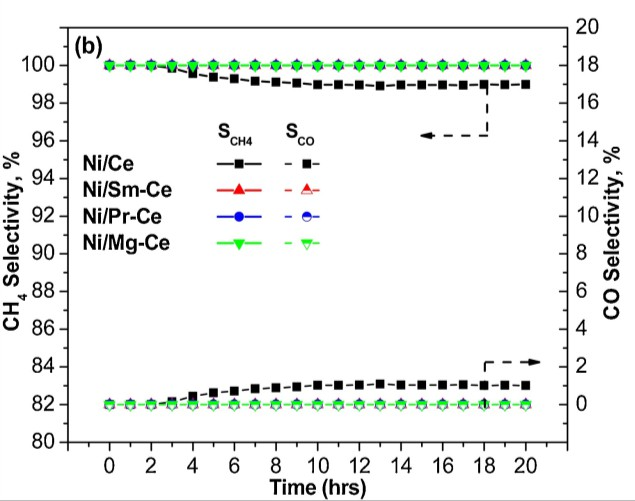 (b)
20
100
18
98
16
96
14
94
12
92
10
90
8
88
6
86
4
84
2
82
0
80
CH4 Selectivity, %
CO Selectivity, %
SCH4 SCO
Ni/Ce
Ni/Sm-Ce
Ni/Pr-Ce
Ni/Mg-Ce
0 2 4 6 8 10 12 14 16 18 20
Time (hrs)